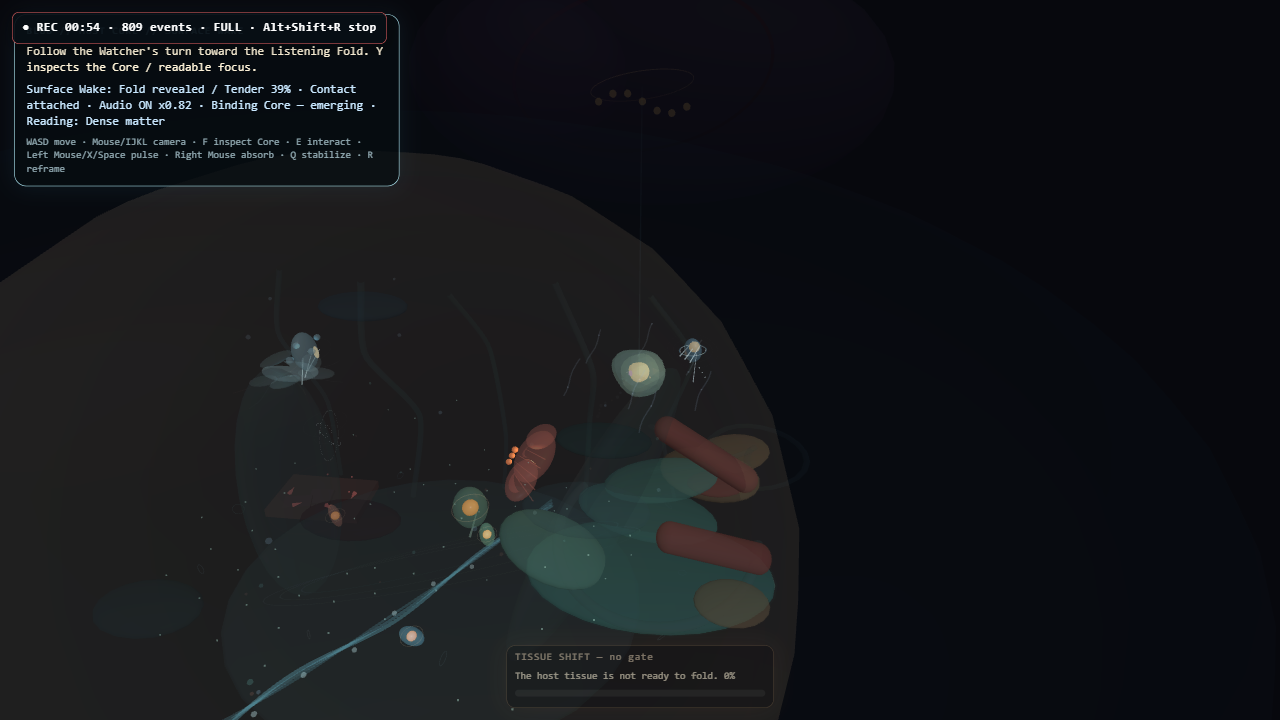 ● REC 00:54 · 809 events · FULL · Alt+Shift+R stop
Follow the Watcher's turn toward the Listening Fold. Y
inspects the Core / readable focus.
Surface Wake: Fold revealed / Tender 39% · Contact
attached · Audio ON x0.82 · Binding Core — emerging ·
Reading: Dense matter
WASD move · Mouse/IJKL camera · F inspect Core · E interact ·
Left Mouse/X/Space pulse · Right Mouse absorb · Q stabilize · R
reframe
TISSUE SHIFT — no gate
The host tissue is not ready to fold. 0%